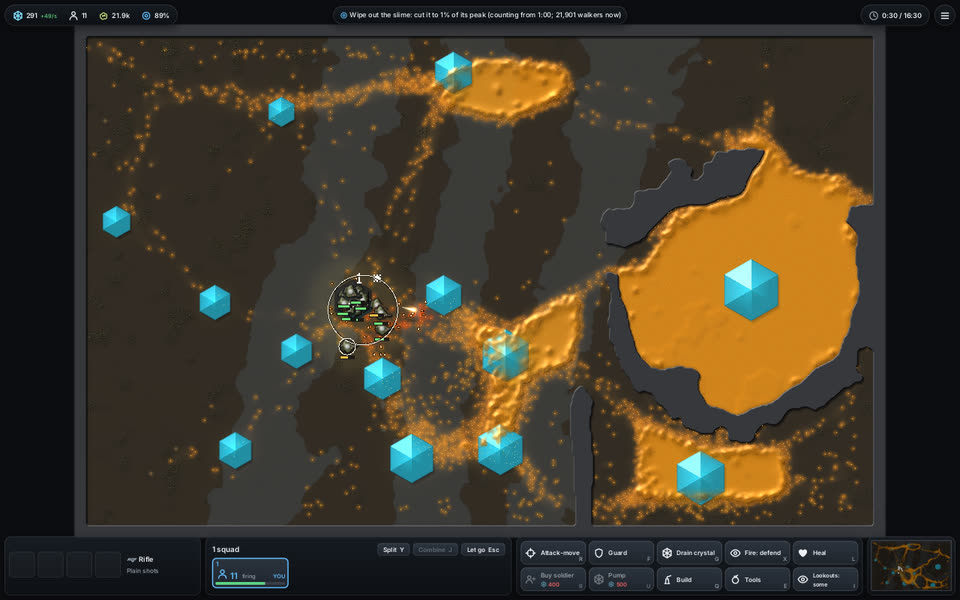 291 +49/s 11 21.9k 89%
Wipe out the slime: cut it to 1% of its peak (counting from 1:00; 21,901 walkers now)
0:30 / 16:30
1
Rifle
Plain shots
1 squad
Split Y
Combine J
Let go Esc
1
11 firing YOU
Attack-move R
Guard F
Drain crystal G
Fire: defend X
Heal L
Buy soldier 400
Pump 500 U
Build Q
Tools E
Lookouts: some I